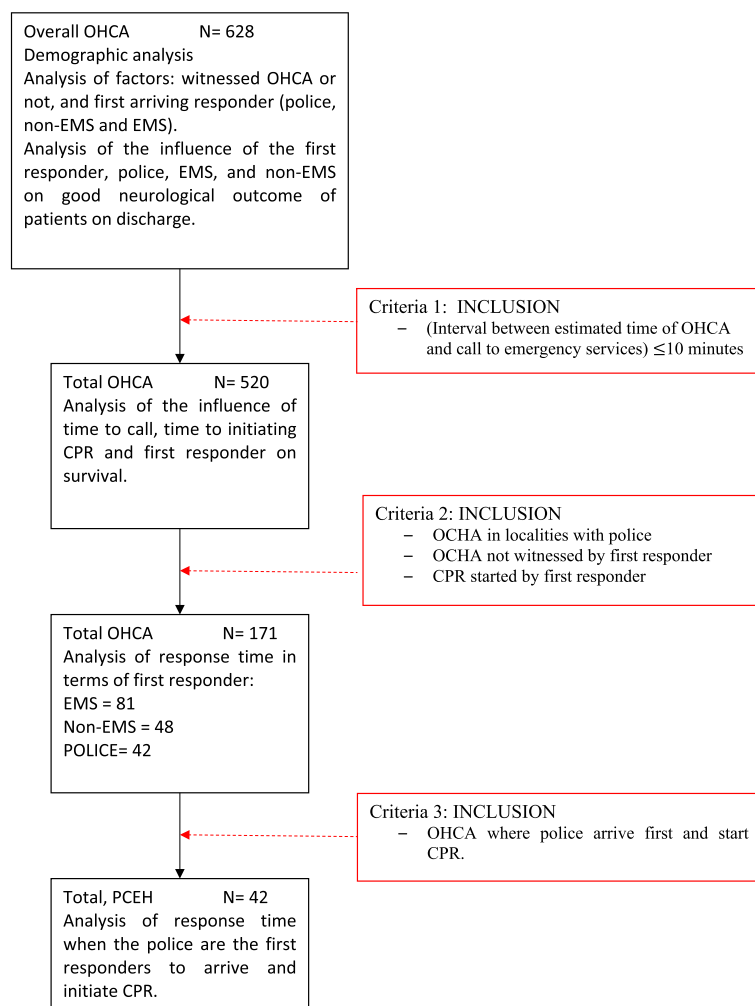 Overall OHCA N= 628
Demographic analysis
Analysis of factors: witnessed OHCA or
not, and first arriving responder (police,
non-EMS and EMS).
Analysis of the influence of the first
responder, police, EMS, and non-EMS
on good neurological outcome of
patients on discharge.
Criteria 1: INCLUSION
– (Interval between estimated time of OHCA
and call to emergency services) ≤10 minutes
Total OHCA N= 520
Analysis of the influence of
time to call, time to initiating
CPR and first responder on
survival.
Criteria 2: INCLUSION
– OCHA in localities with police
– OCHA not witnessed by first responder
– CPR started by first responder
Total OHCA N= 171
Analysis of response time in
terms of first responder:
EMS = 81
Non-EMS = 48
POLICE= 42
Criteria 3: INCLUSION
– OHCA where police arrive first and start
CPR.
Total, PCEH N= 42
Analysis of response time
when the police are the first
responders to arrive and
initiate CPR.